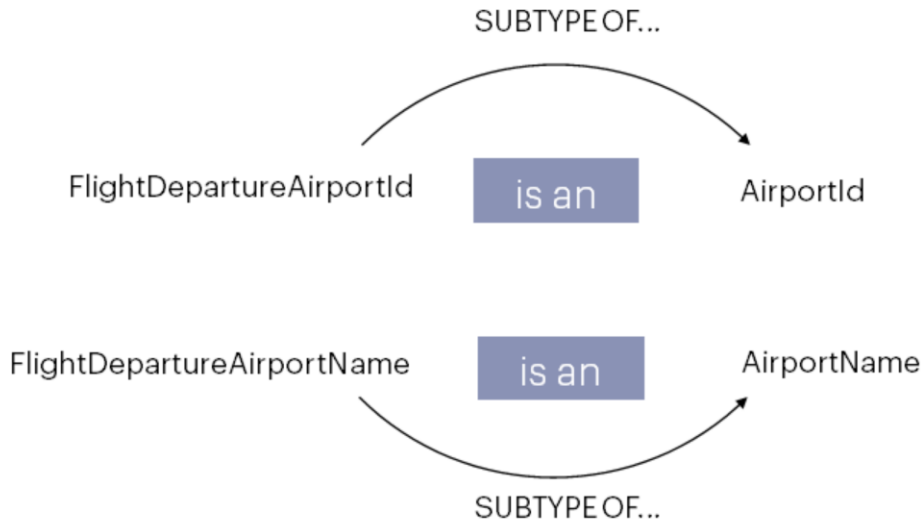 SUBTYPE OF...
FlightDepartureAirportId is an AirportId
FlightDepartureAirportName is an AirportName
SUBTYPE OF...